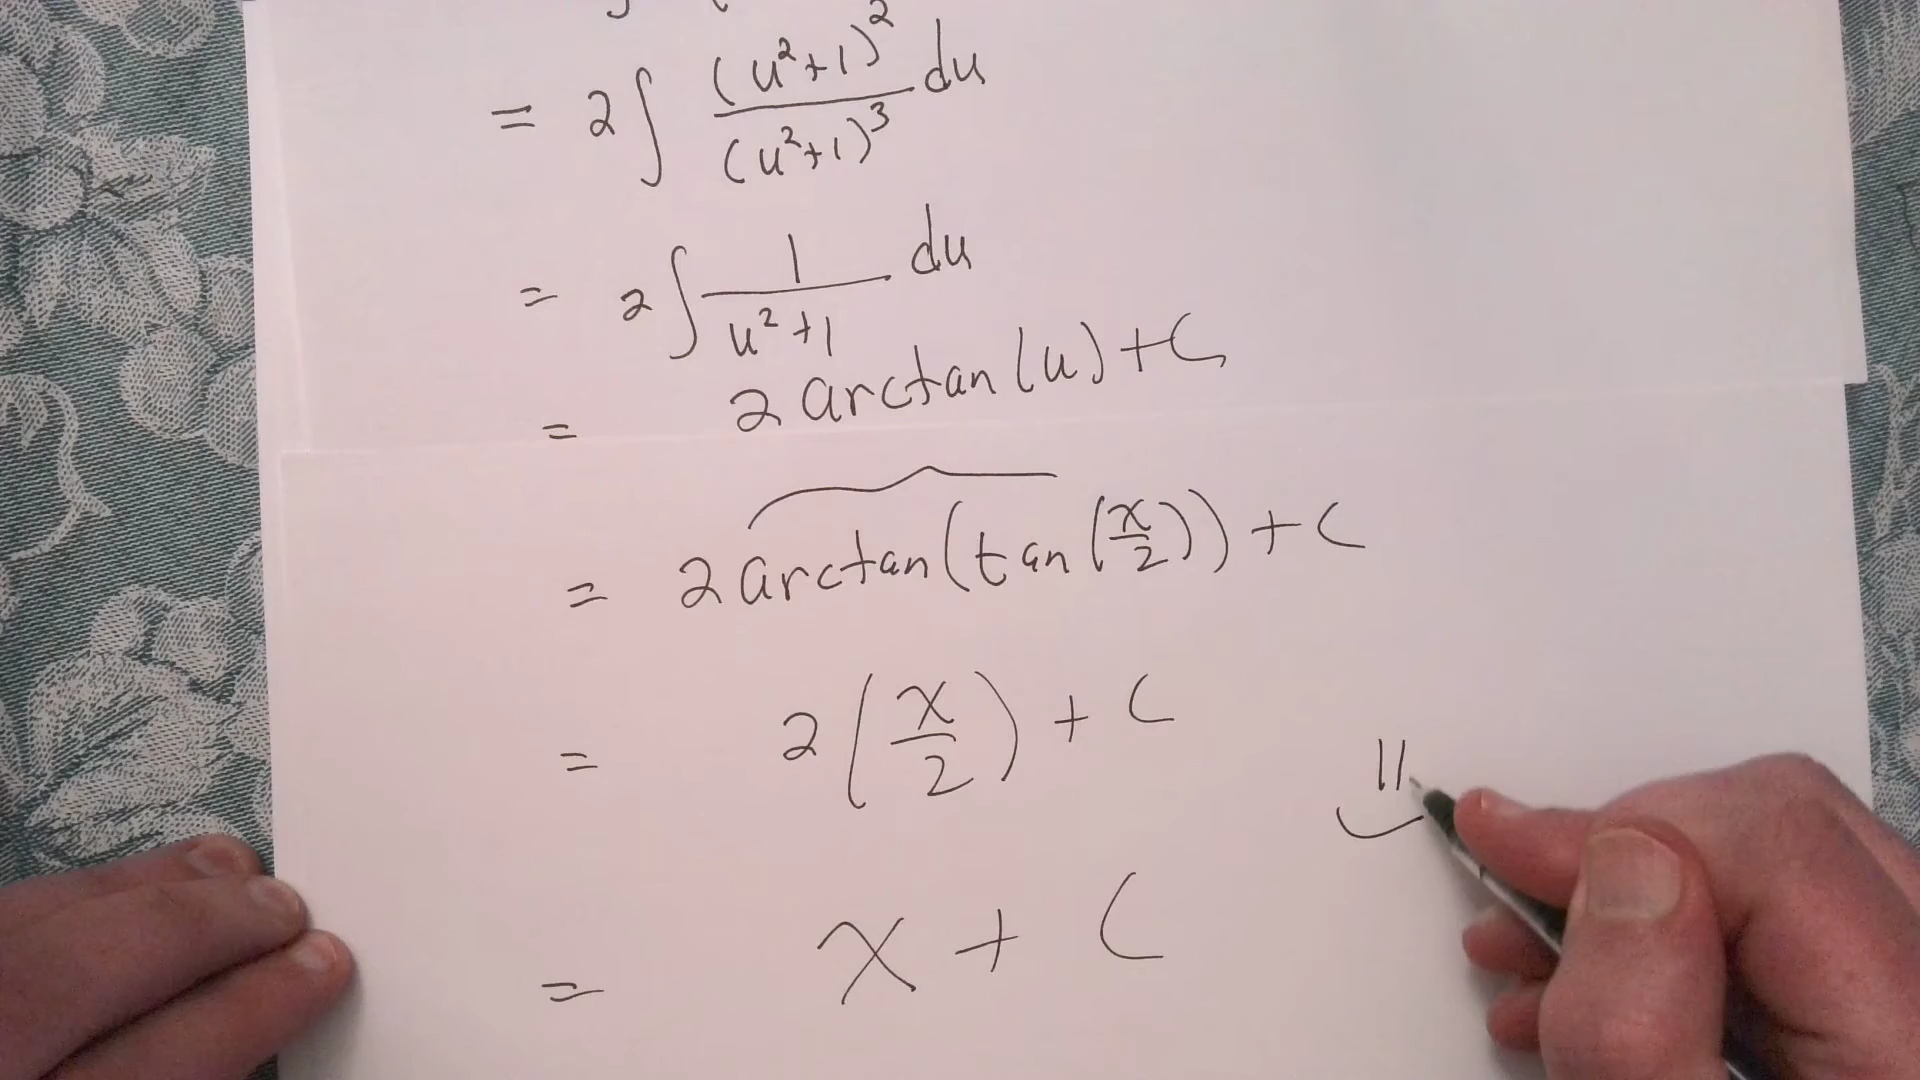 = 2∫ (u²+1)² / (u²+1)³ du
= 2∫ 1 / (u²+1) du
= 2 arctan(u) + C
= 2 arctan(tan(x/2)) + C
= 2(x/2) + C
= x + C